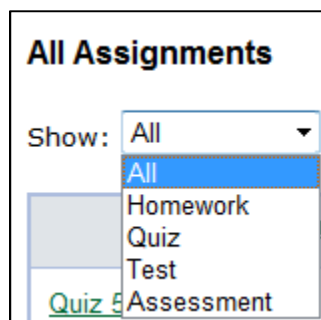 All Assignments
Show: All
All
Homework
Quiz
Test
Quiz 5
Assessment